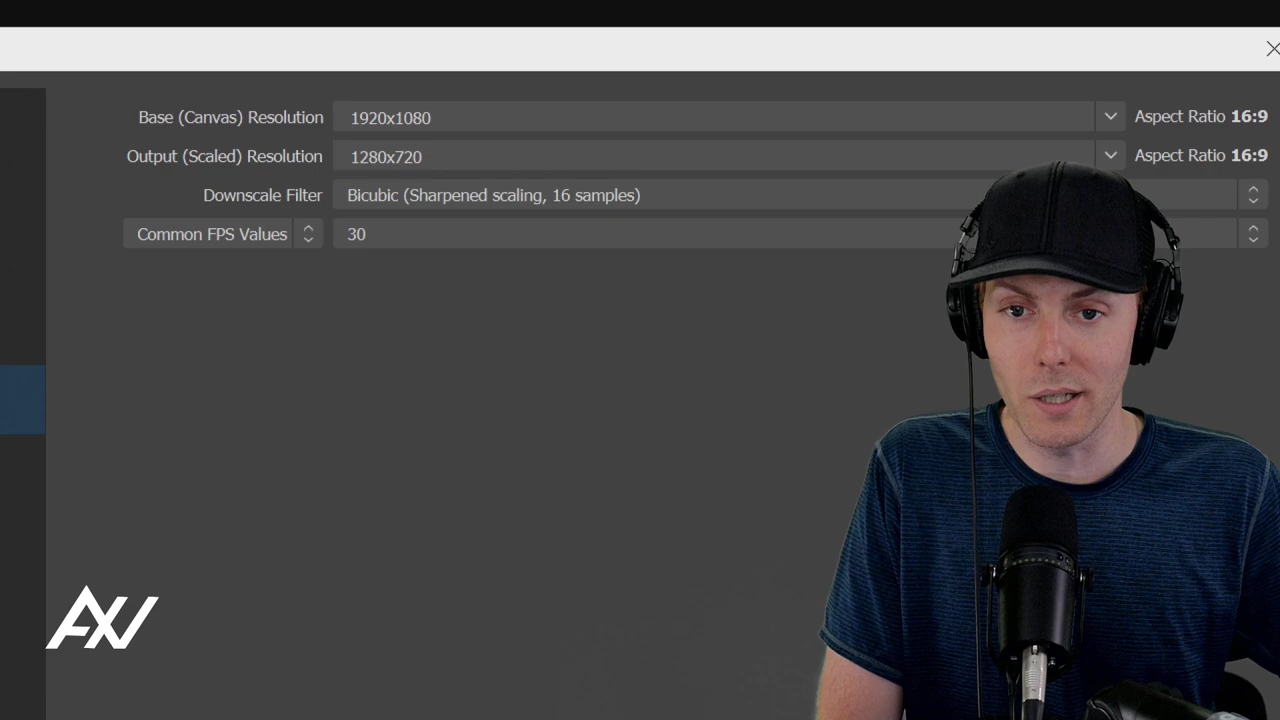 Base (Canvas) Resolution 1920x1080 Aspect Ratio 16:9
Output (Scaled) Resolution 1280x720 Aspect Ratio 16:9
Downscale Filter Bicubic (Sharpened scaling, 16 samples)
Common FPS Values 30